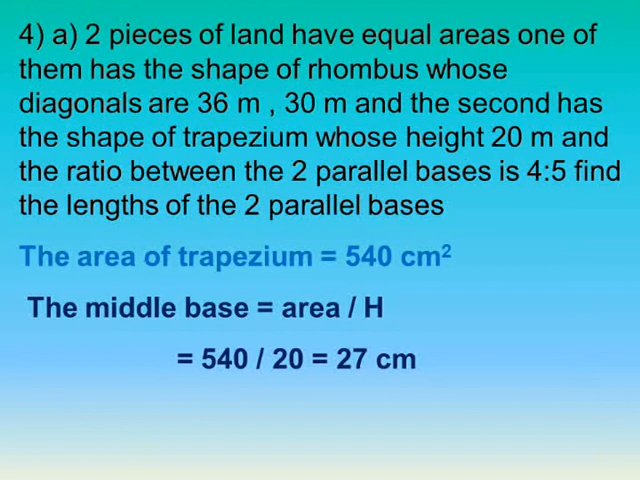 4) a) 2 pieces of land have equal areas one of
them has the shape of rhombus whose
diagonals are 36 m , 30 m and the second has
the shape of trapezium whose height 20 m and
the ratio between the 2 parallel bases is 4:5 find
the lengths of the 2 parallel bases
The area of trapezium = 540 cm²
The middle base = area / H
= 540 / 20 = 27 cm